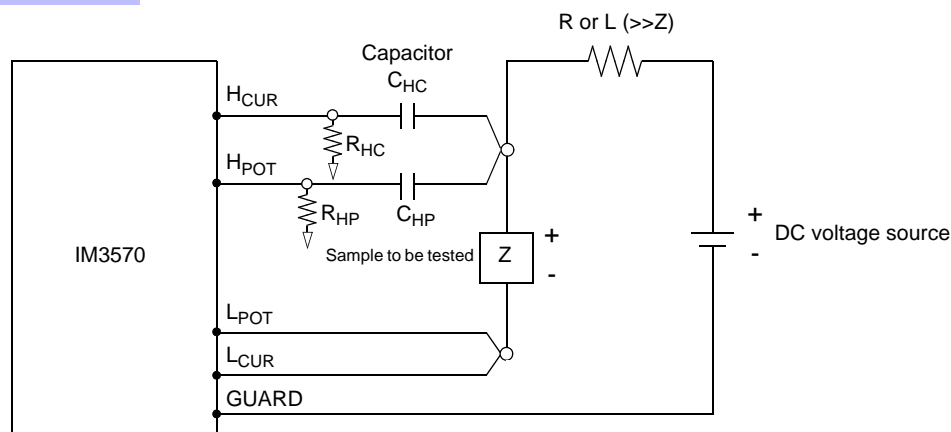 R or L (>>Z)
Capacitor
C_HC
H_CUR
R_HC
H_POT
R_HP
C_HP
+
DC voltage source
-
IM3570
Sample to be tested
Z
+
-
L_POT
L_CUR
GUARD